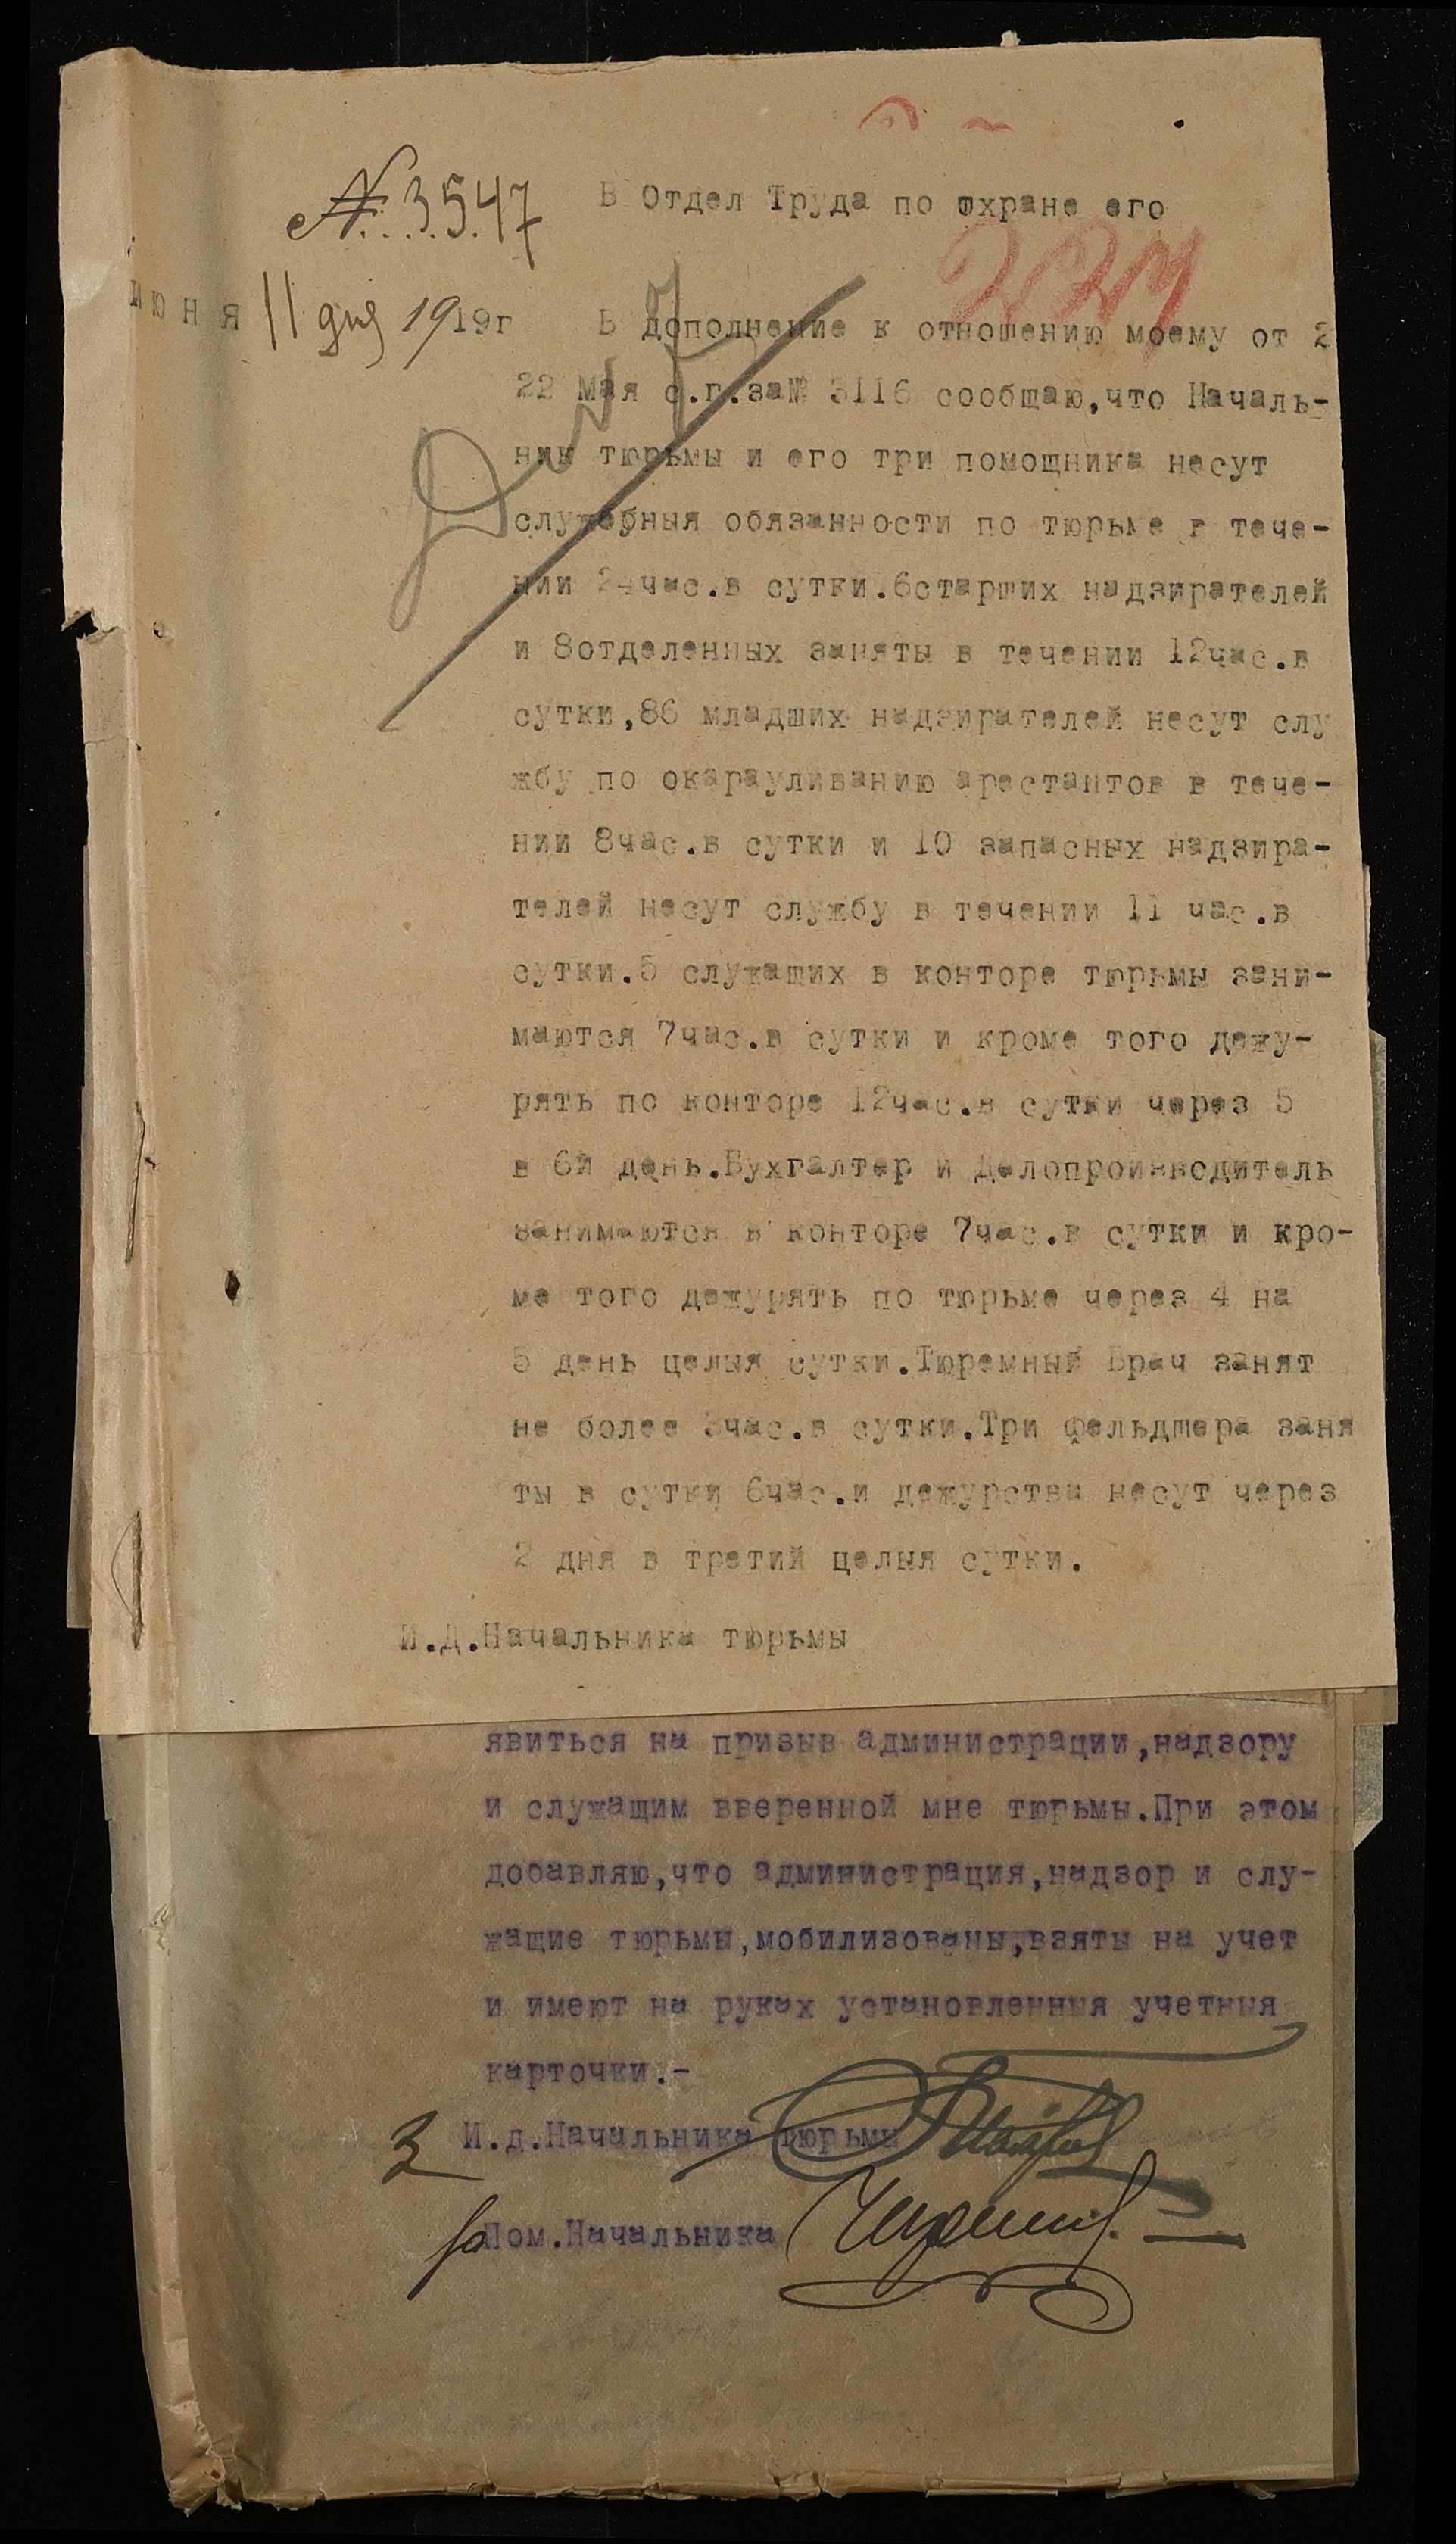 № 3547
В Отдел Труда по охране его
июня 11 дня 1919г
В дополнение к отношению моему от 2
22 Мая с.г.за№ 3116 сообщаю,что Началь-
ник тюрьмы и его три помощника несут
служебныя обязанности по тюрьме в тече-
нии 24час.в сутки.6старших надзирателей
и 8отделенных заняты в течении 12час.в
сутки,86 младших надзирателей несут слу
жбу по окарауливанию арестантов в тече-
нии 8час.в сутки и 10 запасных надзира-
телей несут службу в течении 11 час.в
сутки.5 служащих в конторе тюрьмы зани-
маются 7час.в сутки и кроме того дежу-
рять по конторе 12час.в сутки через 5
в 6й день.Бухгалтер и Делопроизводитель
занимаются в конторе 7час.в сутки и кро-
ме того дежурять по тюрьме через 4 на
5 день целыя сутки.Тюремный Врач занят
не более 3час.в сутки.Три фельдшера заня
ты в сутки 6час.и дежурства несут через
2 дня в третий целыя сутки.
И.д.Начальника тюрьмы
явиться на призыв администрации,надзору
и служащим вверенной мне тюрьмы.При этом
добавляю,что администрация,надзор и слу-
жащие тюрьмы,мобилизованы,взяты на учет
и имеют на руках установленныя учетныя
карточки.-
И.д.Начальника тюрьмы
Пом.Начальника